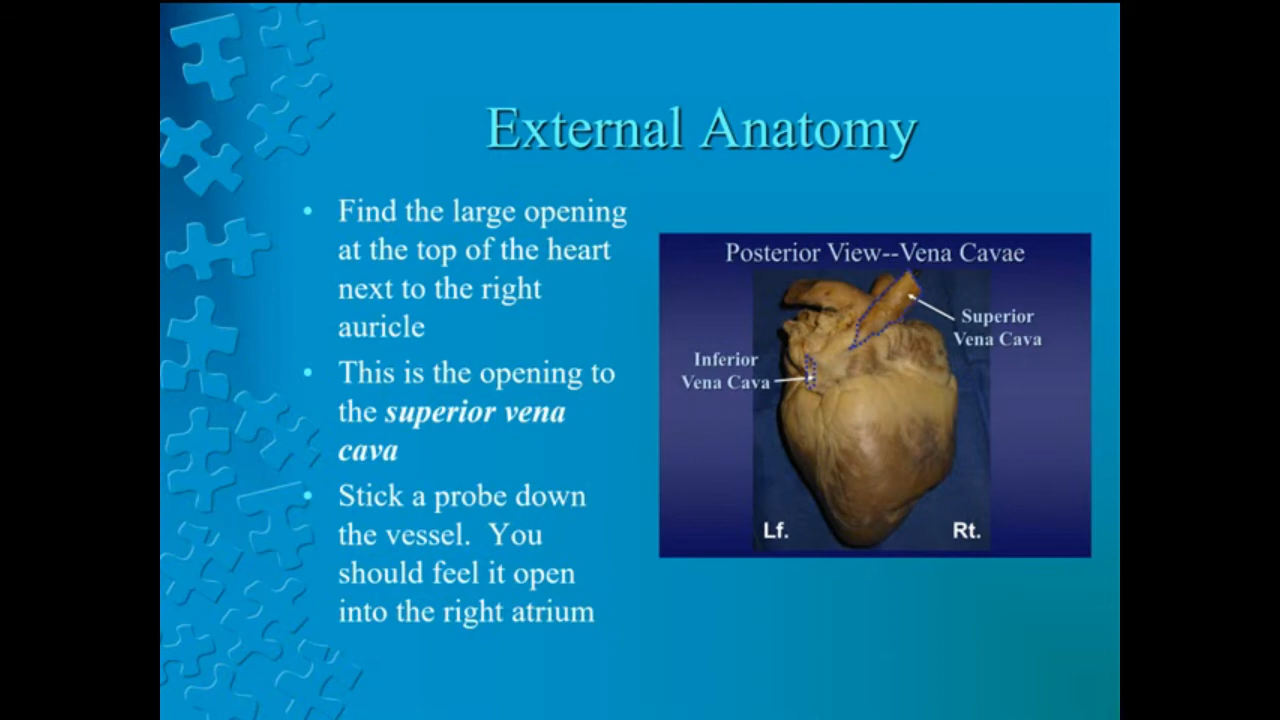 External Anatomy
• Find the large opening
at the top of the heart
next to the right
auricle
• This is the opening to
the superior vena
cava
• Stick a probe down
the vessel.  You
should feel it open
into the right atrium
Posterior View--Vena Cavae
Superior
Vena Cava
Inferior
Vena Cava
Lf.
Rt.